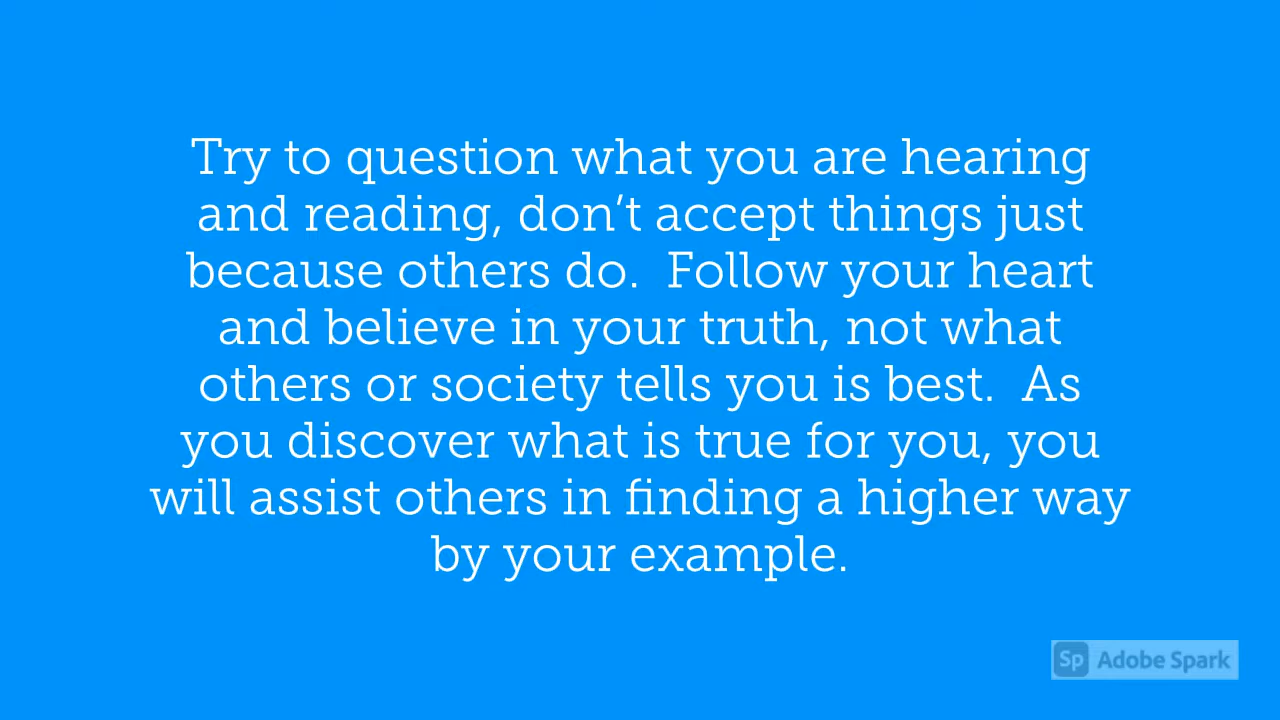 Try to question what you are hearing
and reading, don’t accept things just
because others do.  Follow your heart
and believe in your truth, not what
others or society tells you is best.  As
you discover what is true for you, you
will assist others in finding a higher way
by your example.
Sp Adobe Spark